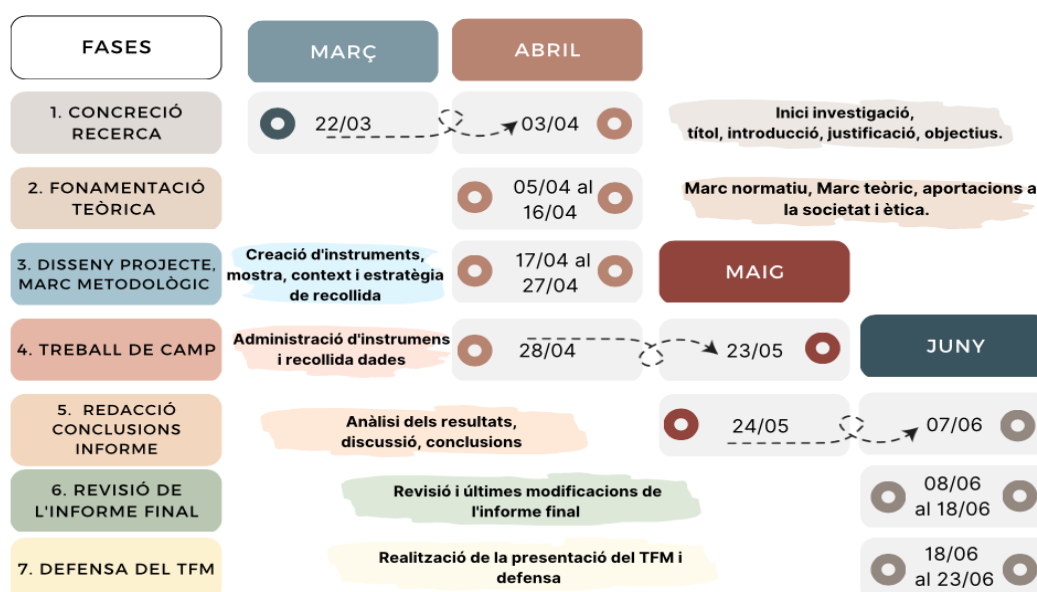 FASES
MARÇ
ABRIL
1. CONCRECIÓ
RECERCA
22/03
03/04
Inici investigació,
títol, introducció, justificació, objectius.
2. FONAMENTACIÓ
TEÒRICA
05/04 al
16/04
Marc normatiu, Marc teòric, aportacions a
la societat i ètica.
3. DISSENY PROJECTE,
MARC METODOLÒGIC
Creació d'instruments,
mostra, context i estratègia
de recollida
17/04 al
27/04
MAIG
4. TREBALL DE CAMP
Administració d'instrumens
i recollida dades
28/04
23/05
JUNY
5. REDACCIÓ
CONCLUSIONS
INFORME
Anàlisi dels resultats,
discussió, conclusions
24/05
07/06
6. REVISIÓ DE
L'INFORME FINAL
Revisió i últimes modificacions de
l'informe final
08/06
al 18/06
7. DEFENSA DEL TFM
Realització de la presentació del TFM i
defensa
18/06
al 23/06